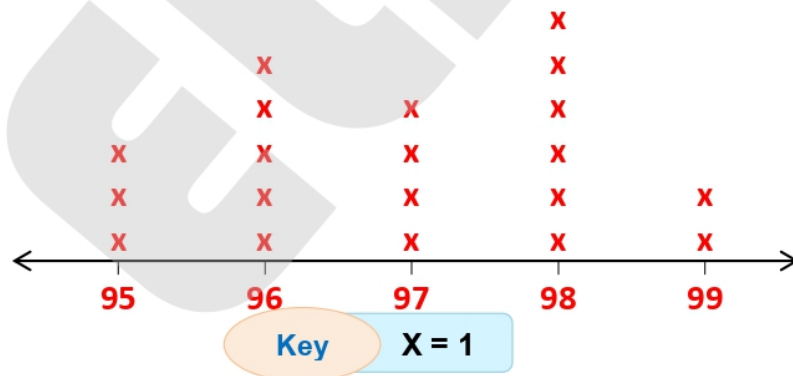 X
X X
X X X X
X X X X
X X X X X
X X X X X
95 96 97 98 99
Key X = 1